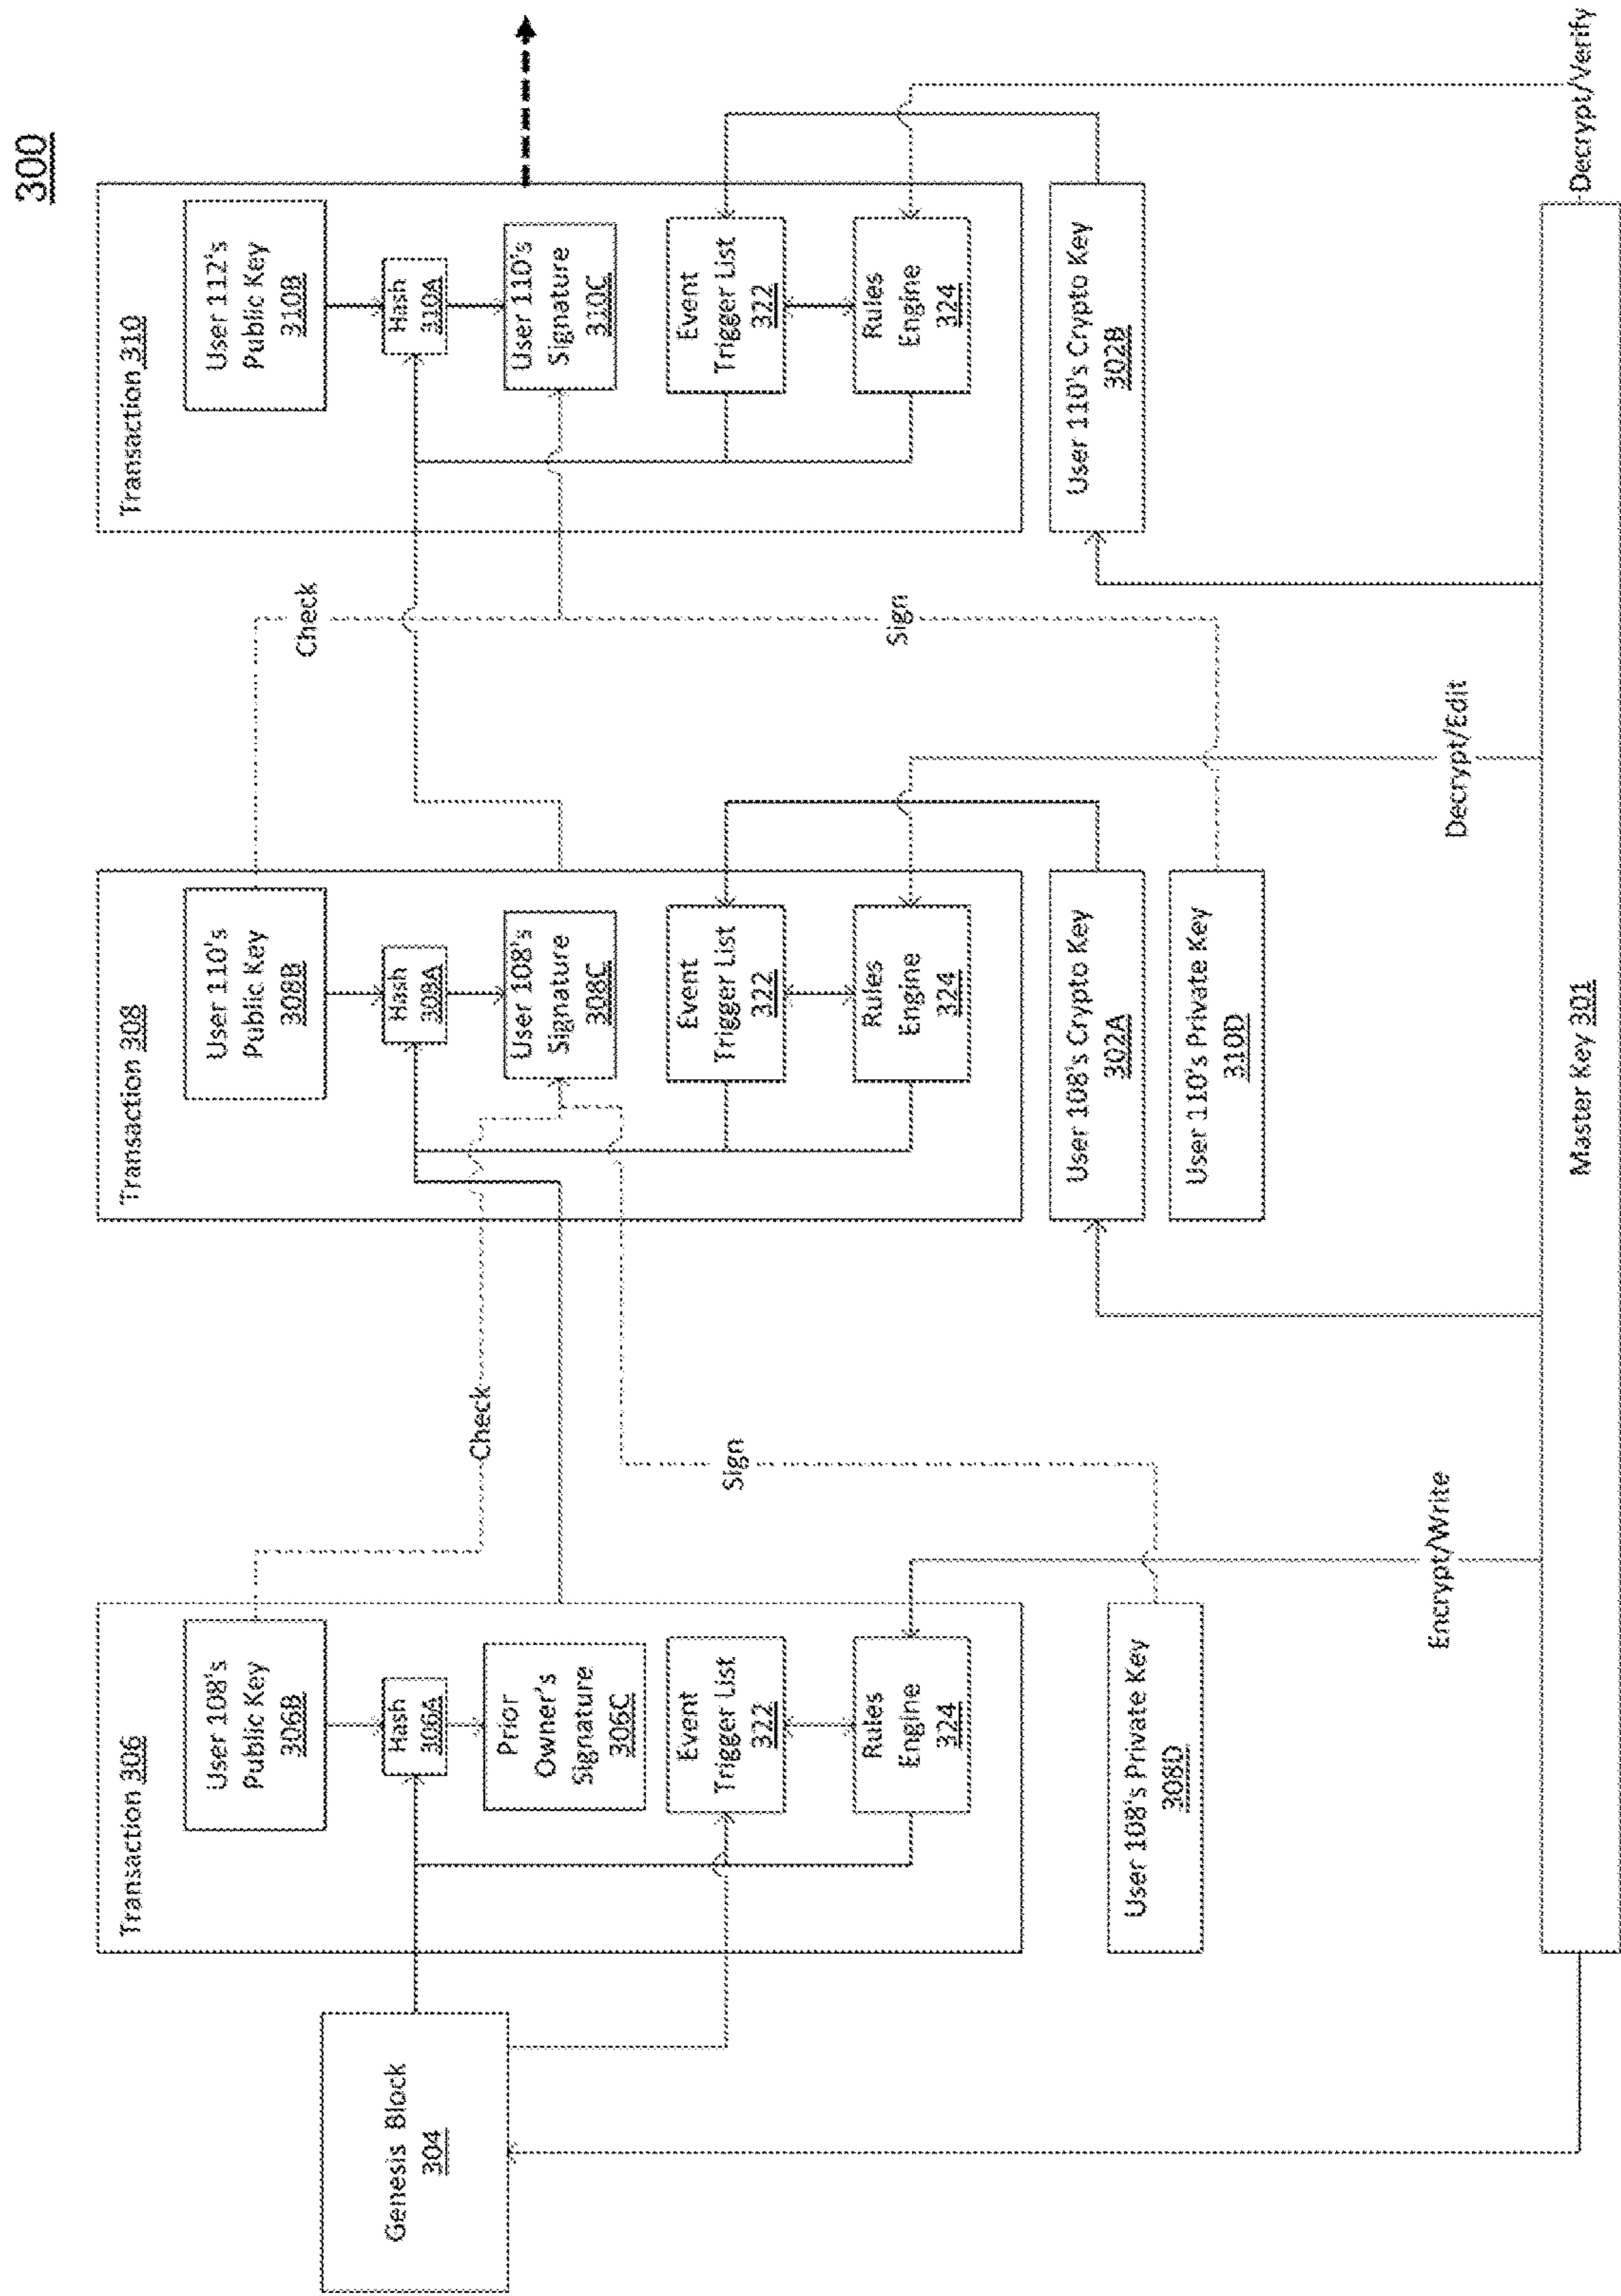 300
Genesis Block
304
Transaction 306
User 108's
Public Key
306B
Hash
306A
Prior
Owner's
Signature
306C
Event
Trigger List
322
Rules
Engine
324
User 108's Private Key
308D
Encrypt/Write
Check
Sign
Transaction 308
User 110's
Public Key
308B
Hash
308A
User 108's
Signature
308C
Event
Trigger List
322
Rules
Engine
324
User 108's Crypto Key
302A
User 110's Private Key
310D
Decrypt/Edit
Check
Sign
Transaction 310
User 112's
Public Key
310B
Hash
310A
User 110's
Signature
310C
Event
Trigger List
322
Rules
Engine
324
User 110's Crypto Key
302B
Master Key 301
Decrypt/Verify